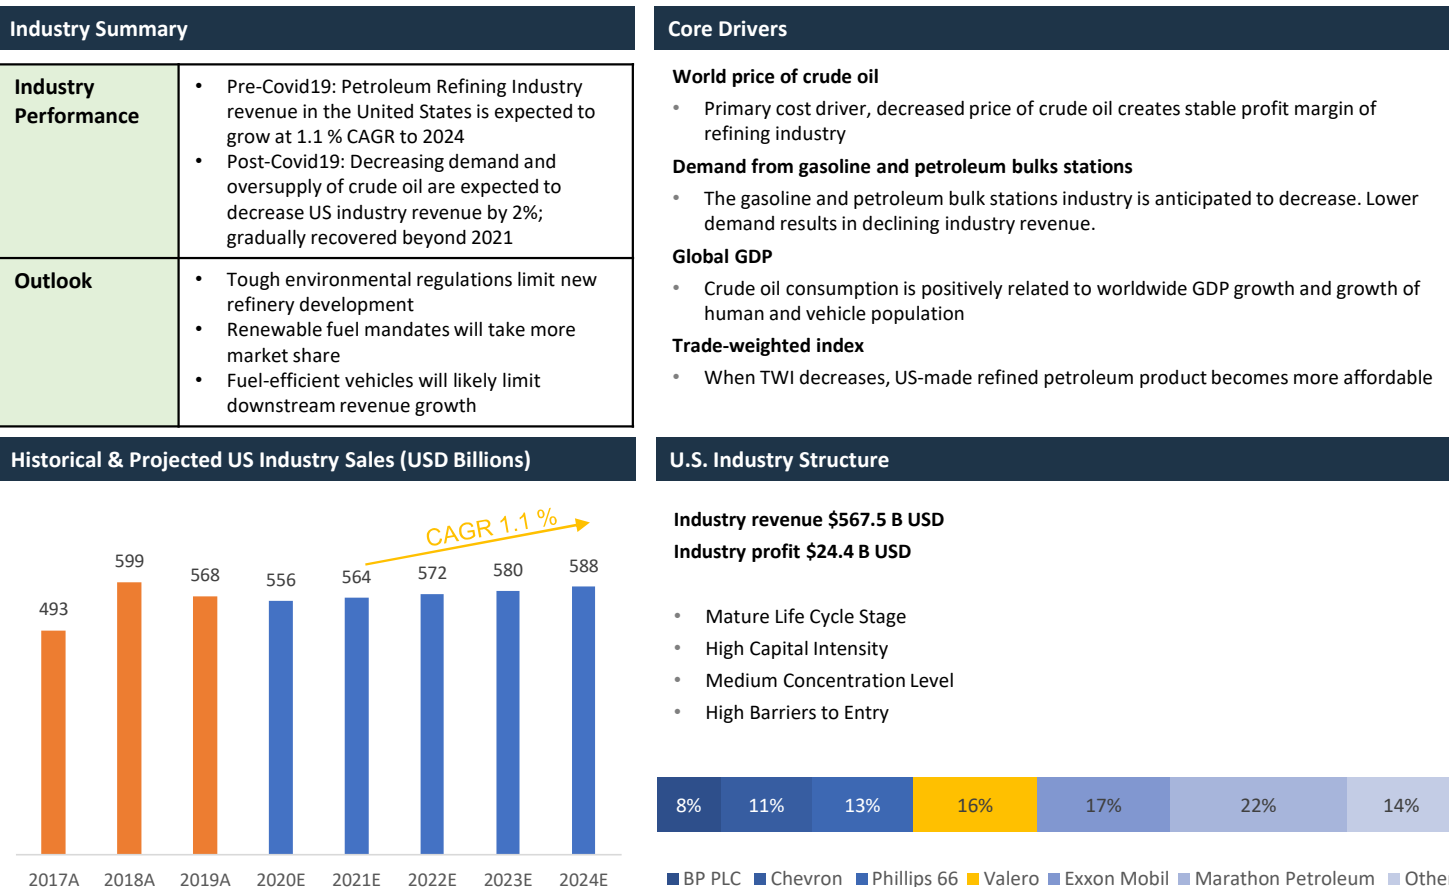 Industry Summary
Industry
Performance
• Pre-Covid19: Petroleum Refining Industry
revenue in the United States is expected to
grow at 1.1 % CAGR to 2024
• Post-Covid19: Decreasing demand and
oversupply of crude oil are expected to
decrease US industry revenue by 2%;
gradually recovered beyond 2021
Outlook
• Tough environmental regulations limit new
refinery development
• Renewable fuel mandates will take more
market share
• Fuel-efficient vehicles will likely limit
downstream revenue growth
Core Drivers
World price of crude oil
• Primary cost driver, decreased price of crude oil creates stable profit margin of
refining industry
Demand from gasoline and petroleum bulks stations
• The gasoline and petroleum bulk stations industry is anticipated to decrease. Lower
demand results in declining industry revenue.
Global GDP
• Crude oil consumption is positively related to worldwide GDP growth and growth of
human and vehicle population
Trade-weighted index
• When TWI decreases, US-made refined petroleum product becomes more affordable
Historical & Projected US Industry Sales (USD Billions)
CAGR 1.1 %
493 599 568 556 564 572 580 588
2017A 2018A 2019A 2020E 2021E 2022E 2023E 2024E
U.S. Industry Structure
Industry revenue $567.5 B USD
Industry profit $24.4 B USD
• Mature Life Cycle Stage
• High Capital Intensity
• Medium Concentration Level
• High Barriers to Entry
8% 11% 13% 16% 17% 22% 14%
BP PLC Chevron Phillips 66 Valero Exxon Mobil Marathon Petroleum Other